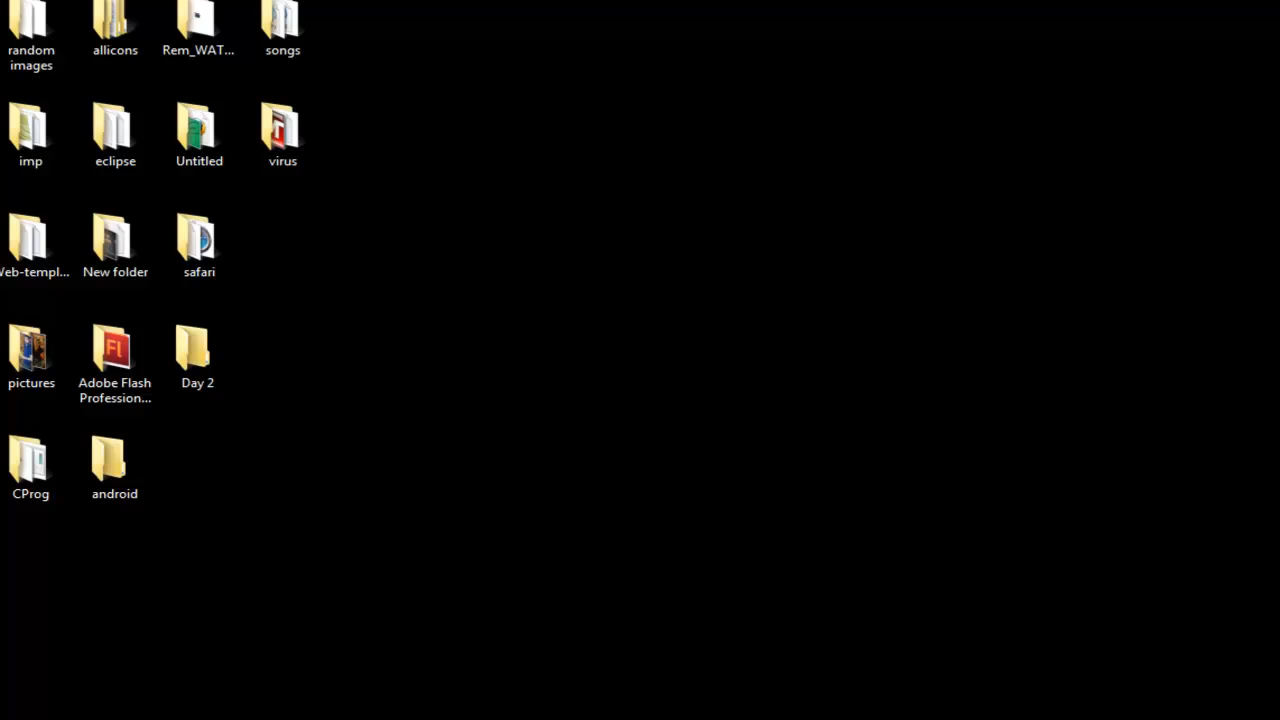 random
images
allicons
Rem_WAT...
songs
imp
eclipse
Untitled
virus
Web-templ...
New folder
safari
pictures
Adobe Flash
Profession...
Day 2
CProg
android
Fl